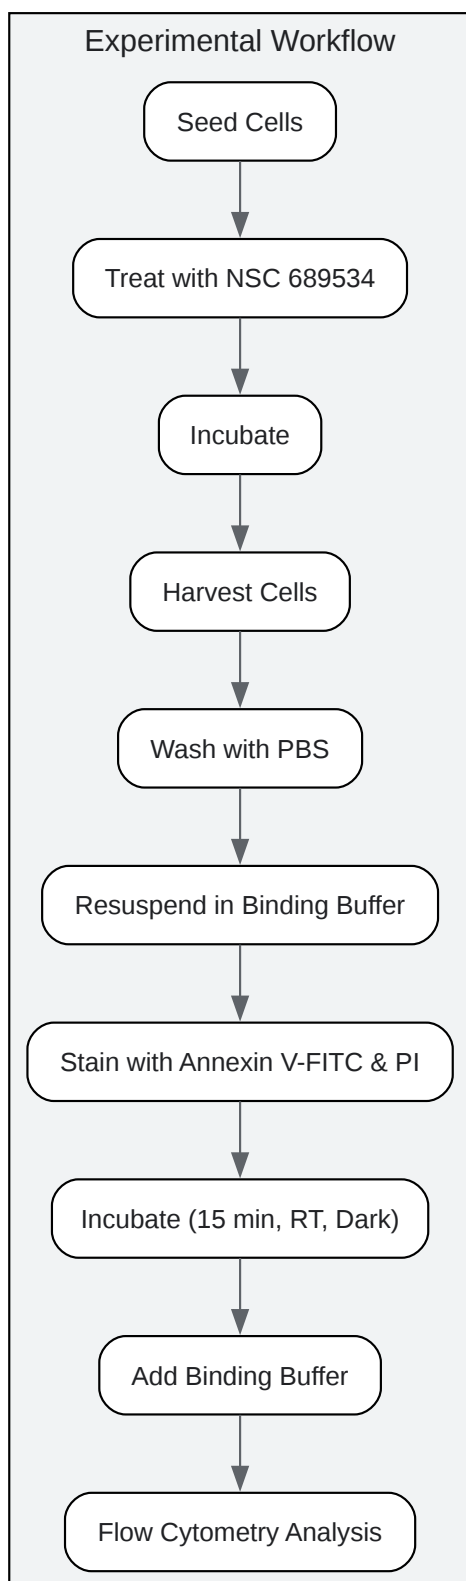 Experimental Workflow
Seed Cells
Treat with NSC 689534
Incubate
Harvest Cells
Wash with PBS
Resuspend in Binding Buffer
Stain with Annexin V-FITC & PI
Incubate (15 min, RT, Dark)
Add Binding Buffer
Flow Cytometry Analysis